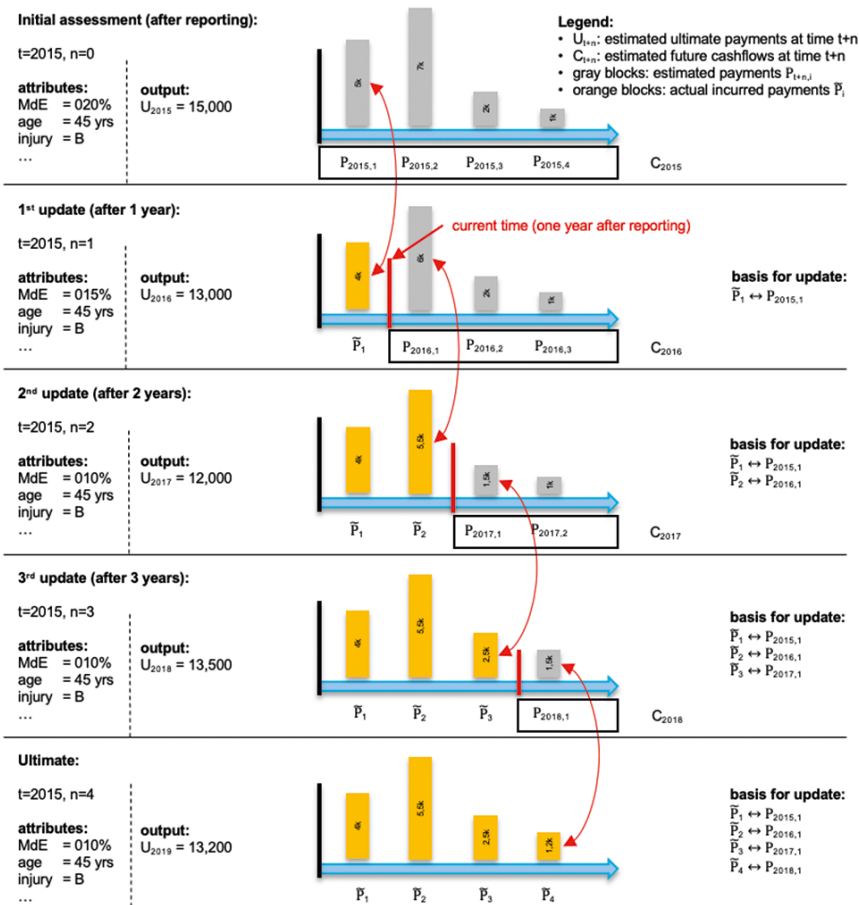 Initial assessment (after reporting):
t=2015, n=0
attributes:
MdE = 020%
age = 45 yrs
injury = B
…
output:
U2015 = 15,000
5k
7k
2k
1k
P2015,1 P2015,2 P2015,3 P2015,4
C2015
Legend:
• Ut+n: estimated ultimate payments at time t+n
• Ct+n: estimated future cashflows at time t+n
• gray blocks: estimated payments Pt+n,i
• orange blocks: actual incurred payments P̃i
1st update (after 1 year):
t=2015, n=1
attributes:
MdE = 015%
age = 45 yrs
injury = B
…
output:
U2016 = 13,000
current time (one year after reporting)
4k
6k
2k
1k
P̃1 P2016,1 P2016,2 P2016,3
C2016
basis for update:
P̃1 ↔ P2015,1
2nd update (after 2 years):
t=2015, n=2
attributes:
MdE = 010%
age = 45 yrs
injury = B
…
output:
U2017 = 12,000
4k
5,5k
1,5k
1k
P̃1 P̃2 P2017,1 P2017,2
C2017
basis for update:
P̃1 ↔ P2015,1
P̃2 ↔ P2016,1
3rd update (after 3 years):
t=2015, n=3
attributes:
MdE = 010%
age = 45 yrs
injury = B
…
output:
U2018 = 13,500
4k
5,5k
2,5k
1,5k
P̃1 P̃2 P̃3 P2018,1
C2018
basis for update:
P̃1 ↔ P2015,1
P̃2 ↔ P2016,1
P̃3 ↔ P2017,1
Ultimate:
t=2015, n=4
attributes:
MdE = 010%
age = 45 yrs
injury = B
…
output:
U2019 = 13,200
4k
5,5k
2,5k
1,2k
P̃1 P̃2 P̃3 P̃4
basis for update:
P̃1 ↔ P2015,1
P̃2 ↔ P2016,1
P̃3 ↔ P2017,1
P̃4 ↔ P2018,1